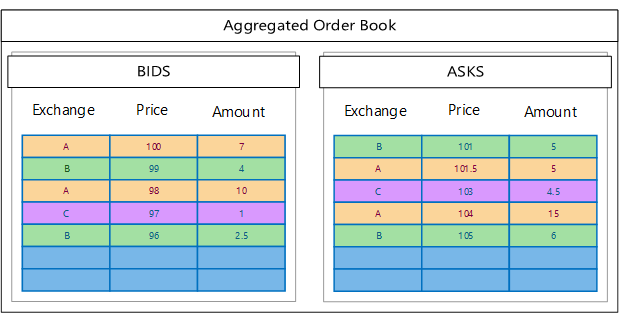 Aggregated Order Book
BIDS
Exchange Price Amount
A 100 7
B 99 4
A 98 10
C 97 1
B 96 2.5
ASKS
Exchange Price Amount
B 101 5
A 101.5 5
C 103 4.5
A 104 15
B 105 6